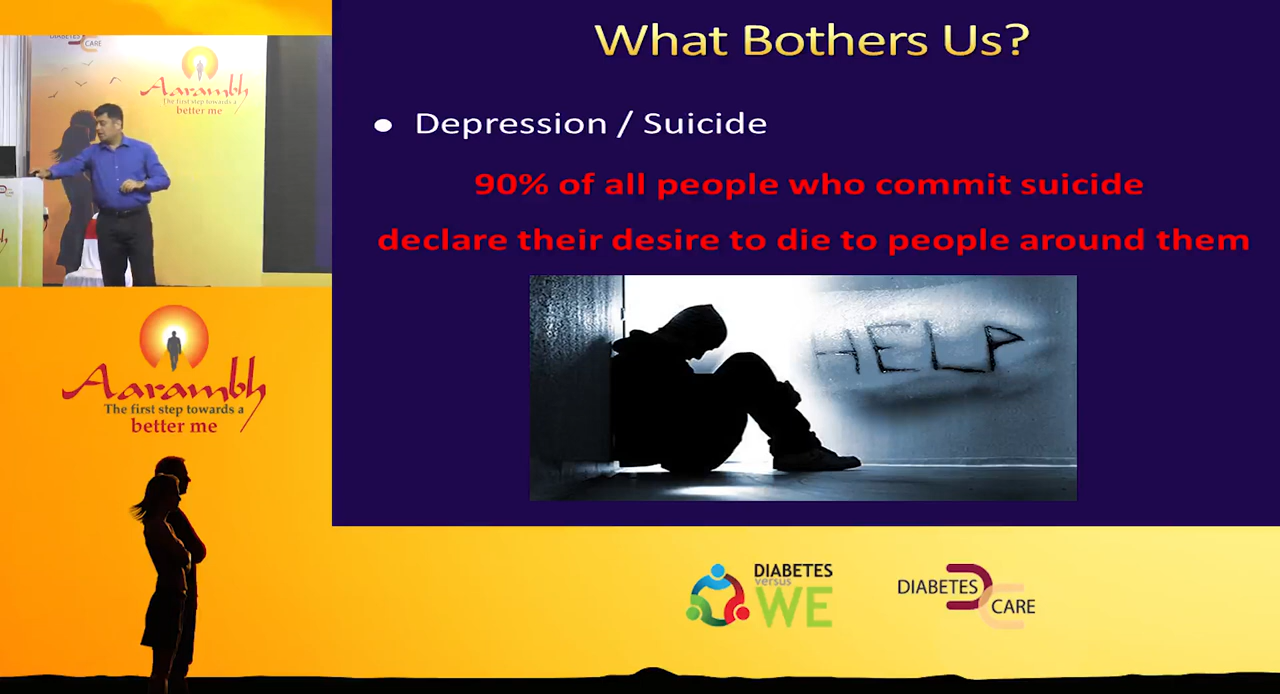 DIABETES
CARE
Aarambh
The first step towards a
better me
What Bothers Us?
● Depression / Suicide
90% of all people who commit suicide
declare their desire to die to people around them
HELP
Aarambh
The first step towards a
better me
DIABETES
versus
WE
DIABETES
CARE